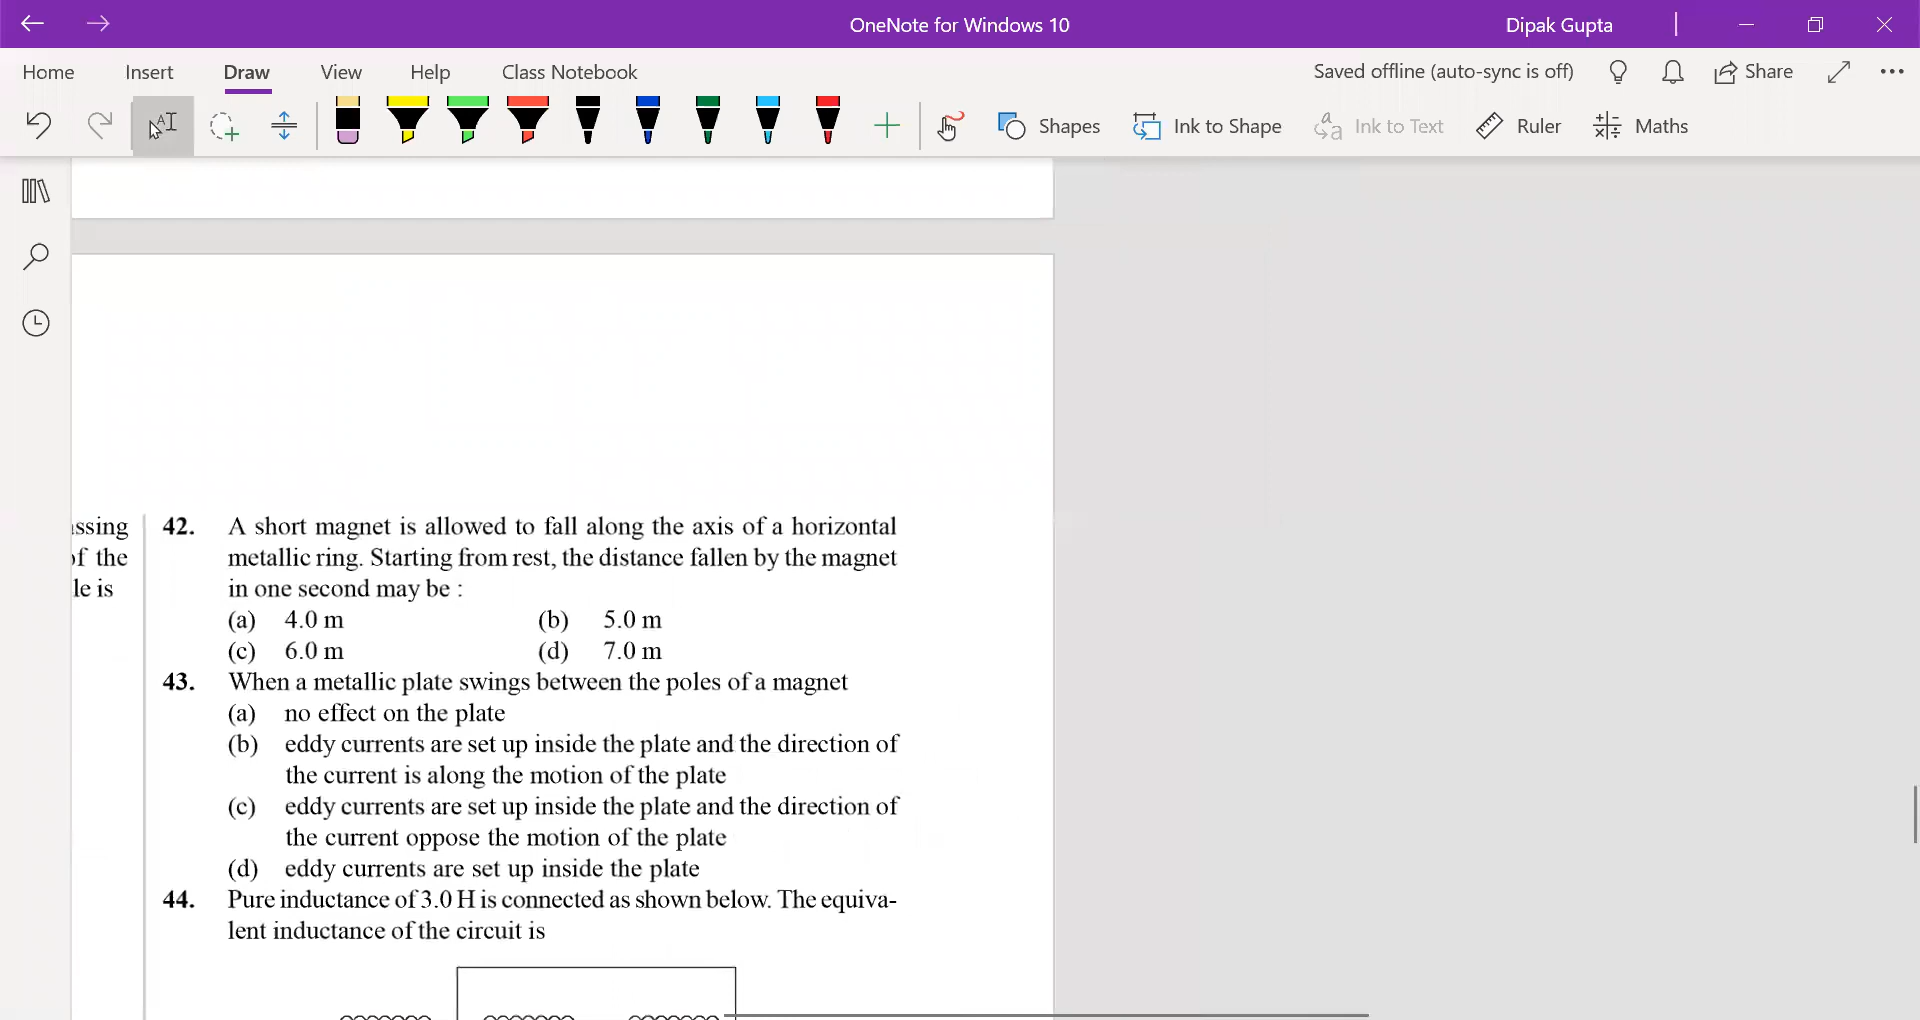 OneNote for Windows 10
Dipak Gupta
Home Insert Draw View Help Class Notebook
Saved offline (auto-sync is off)
Share
Shapes
Ink to Shape
Ink to Text
Ruler
Maths
of the
le is
42. A short magnet is allowed to fall along the axis of a horizontal
metallic ring. Starting from rest, the distance fallen by the magnet
in one second may be :
(a) 4.0 m (b) 5.0 m
(c) 6.0 m (d) 7.0 m
43. When a metallic plate swings between the poles of a magnet
(a) no effect on the plate
(b) eddy currents are set up inside the plate and the direction of
the current is along the motion of the plate
(c) eddy currents are set up inside the plate and the direction of
the current oppose the motion of the plate
(d) eddy currents are set up inside the plate
44. Pure inductance of 3.0 H is connected as shown below. The equiva-
lent inductance of the circuit is